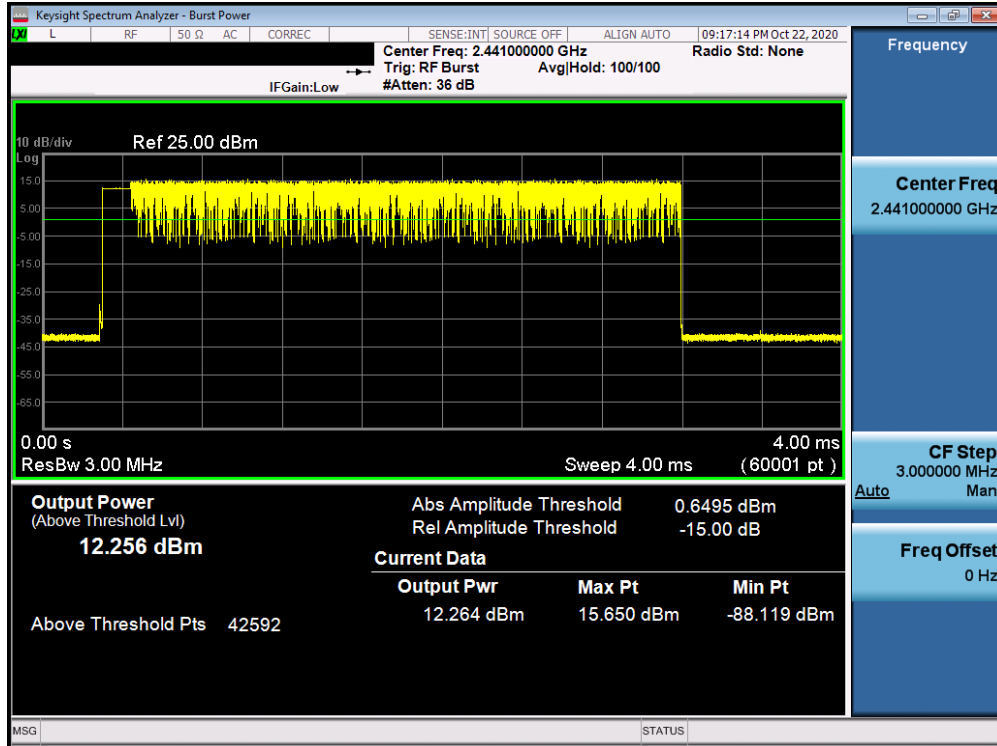 Keysight Spectrum Analyzer - Burst Power
LXI L RF 50 Ω AC CORREC SENSE:INT SOURCE OFF ALIGN AUTO 09:17:14 PM Oct 22, 2020
Center Freq: 2.441000000 GHz Radio Std: None
Trig: RF Burst Avg|Hold: 100/100
IFGain:Low #Atten: 36 dB
10 dB/div Ref 25.00 dBm
Log
15.0
5.00
-5.00
-15.0
-25.0
-35.0
-45.0
-55.0
-65.0
0.00 s 4.00 ms
ResBw 3.00 MHz Sweep 4.00 ms (60001 pt)
Output Power
(Above Threshold Lvl)
12.256 dBm
Above Threshold Pts 42592
Abs Amplitude Threshold 0.6495 dBm
Rel Amplitude Threshold -15.00 dB
Current Data
Output Pwr Max Pt Min Pt
12.264 dBm 15.650 dBm -88.119 dBm
Frequency
Center Freq
2.441000000 GHz
CF Step
3.000000 MHz
Auto Man
Freq Offset
0 Hz
MSG STATUS